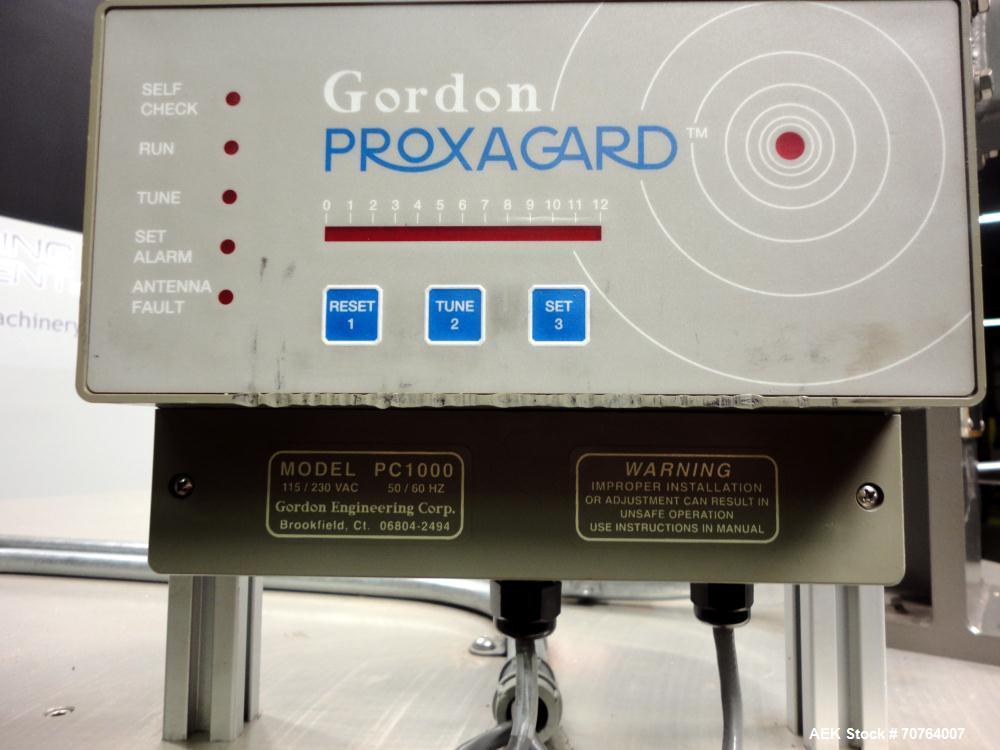 Gordon
PROXAGARD™
SELF
CHECK
RUN
TUNE
SET
ALARM
ANTENNA
FAULT
0 1 2 3 4 5 6 7 8 9 10 11 12
RESET
1
TUNE
2
SET
3
MODEL PC1000
115 / 230 VAC 50 / 60 HZ
Gordon Engineering Corp.
Brookfield, Ct. 06804-2494
WARNING
IMPROPER INSTALLATION
OR ADJUSTMENT CAN RESULT IN
UNSAFE OPERATION
USE INSTRUCTIONS IN MANUAL
achinery
AEK Stock # 70764007